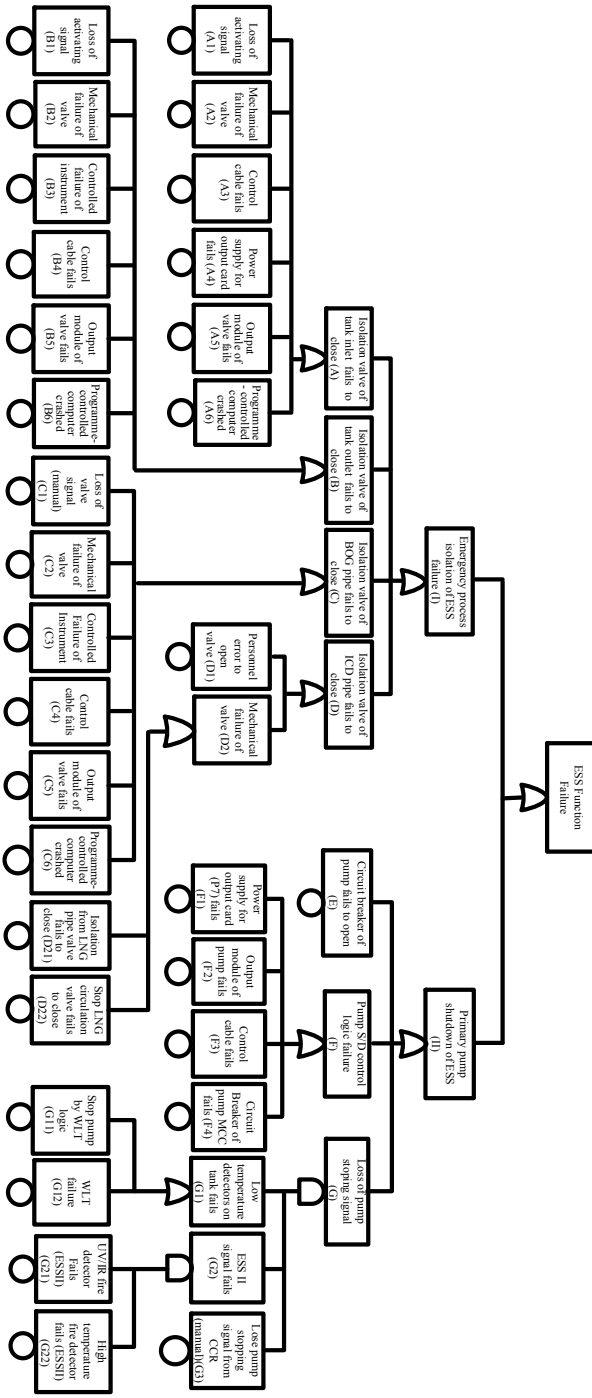 ESS Function
Failure
Emergency process
isolation of ESS
failure (I)
Primary pump
shutdown of ESS
(II)
Isolation valve of
tank inlet fails to
close (A)
Isolation valve of
tank outlet fails to
close (B)
Isolation valve of
BOG pipe fails to
close (C)
Isolation valve of
ICD pipe fails to
close (D)
Circuit breaker of
pump fails to open
(E)
Pump S/D control
logic failure
(F)
Loss of pump
stoping signal
(G)
Loss of
activating
signal
(A1)
Mechanical
failure of
valve
(A2)
Control
cable fails
(A3)
Power
supply for
output card
fails (A4)
Output
module of
valve fails
(A5)
Programme
- controlled
computer
crashed
(A6)
Personnel
error to
open
valve (D1)
Mechanical
failure of
valve (D2)
Power
supply for
output card
(P7) fails
(F1)
Output
module of
pump fails
(F2)
Control
cable fails
(F3)
Circuit
Breaker of
pump MCC
fails (F4)
Low
temperature
detectors on
tank fails
(G1)
ESS II
signal fails
(G2)
Lose pump
stopping
signal from
CCR
(manual)(G3)
Loss of
activating
signal
(B1)
Mechanical
failure of
valve
(B2)
Controlled
failure of
instrument
(B3)
Control
cable fails
(B4)
Output
module of
valve fails
(B5)
Programme-
controlled
computer
crashed
(B6)
Loss of
valve
signal
(manual)
(C1)
Mechanical
failure of
valve
(C2)
Controlled
Failure of
Instrument
(C3)
Control
cable fails
(C4)
Output
module of
valve fails
(C5)
Programme-
controlled
computer
crashed
(C6)
Isolation
from LNG
pipe valve
fails to
close (D21)
Stop LNG
circulation
valve fails
to close
(D22)
Stop pump
by WLT
logic
(G11)
WLT
failure
(G12)
UV/IR fire
detector
Fails
(ESSII)
(G21)
High
temperature
fire detector
fails (ESSII)
(G22)